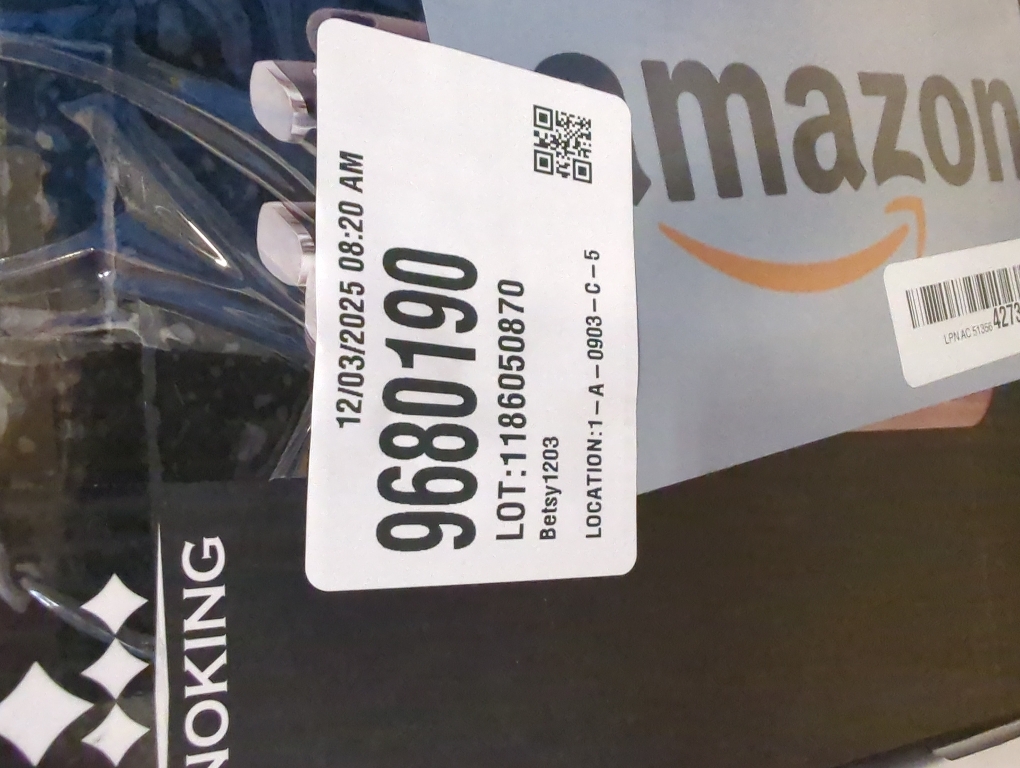 12/03/2025 08:20 AM
9680190
LOT:1186050870
Betsy1203
LOCATION:1-A-0903-C-5
amazon
LPN AC 51356 4273
NOKING